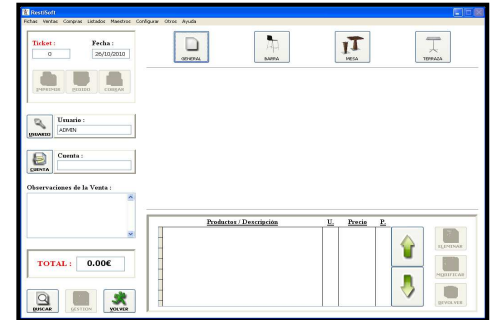 RestiSoft
Fichas Ventas Compras Listados Maestros Configurar Otros Ayuda
Ticket :
Fecha :
0
26/10/2010
GENERAL
BARRA
MESA
TERRAZA
IMPRIMIR
PEDIDO
COBRAR
USUARIO
Usuario :
ADMIN
CUENTA
Cuenta :
Observaciones de la Venta :
Productos / Descripción U. Precio P.
ELIMINAR
MODIFICAR
DEVOLVER
TOTAL : 0.00€
BUSCAR
GESTION
VOLVER